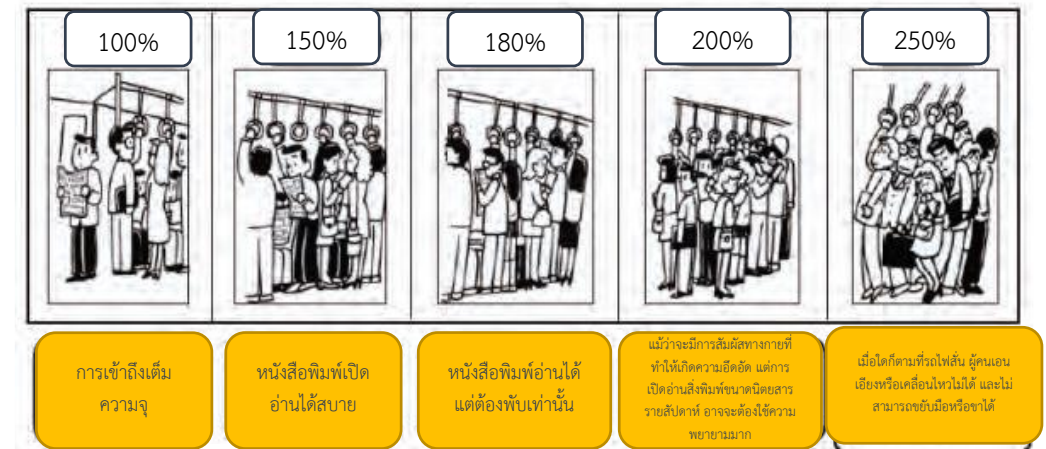 100%
150%
180%
200%
250%
การเข้าถึงเต็ม
ความจุ
หนังสือพิมพ์เปิด
อ่านได้สบาย
หนังสือพิมพ์อ่านได้
แต่ต้องพับเท่านั้น
แม้ว่าจะมีการสัมผัสทางกายที่
ทำให้เกิดความอึดอัด แต่การ
เปิดอ่านสิ่งพิมพ์ขนาดนิตยสาร
รายสัปดาห์ อาจจะต้องใช้ความ
พยายามมาก
เมื่อใดก็ตามที่รถไฟสั่น ผู้คนเอน
เอียงหรือเคลื่อนไหวไม่ได้ และไม่
สามารถขยับมือหรือขาได้